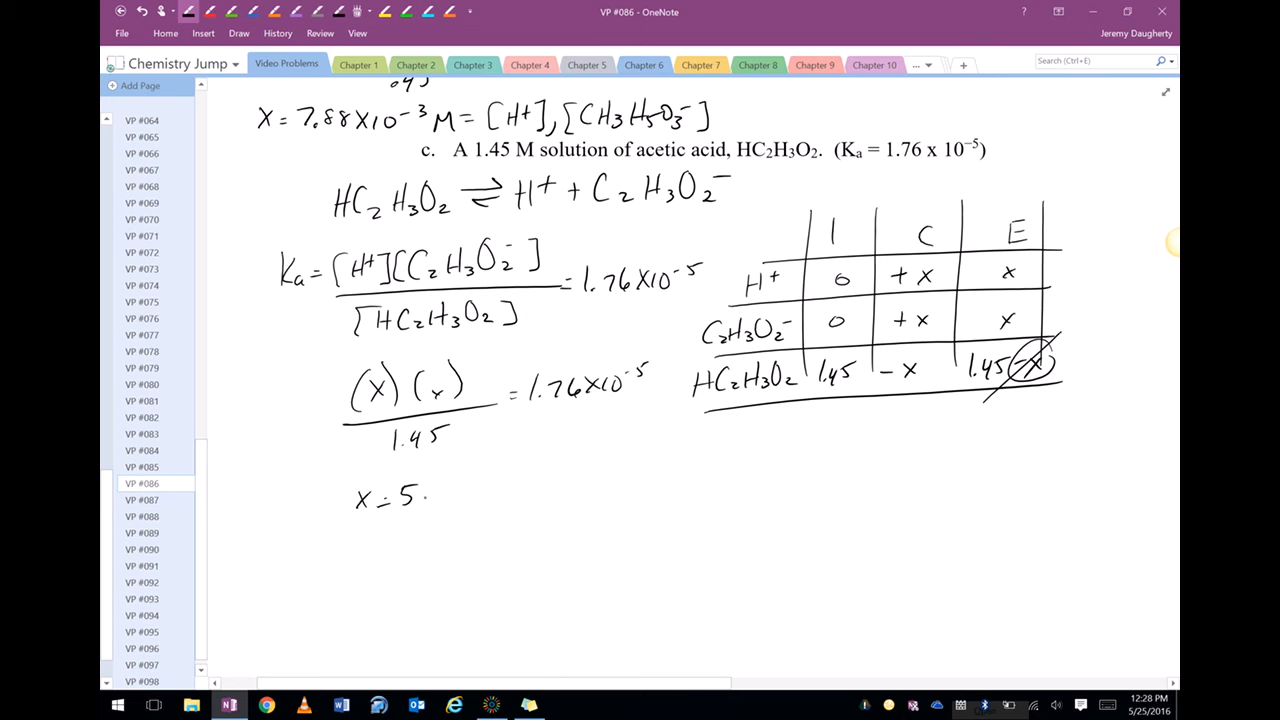 VP #086 - OneNote
Jeremy Daugherty
File Home Insert Draw History Review View
Chemistry Jump Video Problems Chapter 1 Chapter 2 Chapter 3 Chapter 4 Chapter 5 Chapter 6 Chapter 7 Chapter 8 Chapter 9 Chapter 10 ... Search (Ctrl+E)
Add Page
VP #064
VP #066
VP #067
VP #068
VP #069
VP #070
VP #071
VP #072
VP #073
VP #074
VP #075
VP #076
VP #077
VP #078
VP #079
VP #080
VP #081
VP #082
VP #083
VP #084
VP #085
VP #086
VP #087
VP #088
VP #089
VP #090
VP #091
VP #092
VP #093
VP #094
VP #095
VP #096
VP #097
VP #098
X = 7.88 X10⁻³ M = [H+], [CH3H5O3⁻]
c. A 1.45 M solution of acetic acid, HC2H3O2. (Ka = 1.76 x 10⁻⁵)
HC2H3O2 ⇌ H+ + C2H3O2⁻
Ka = [H+][C2H3O2⁻] / [HC2H3O2] = 1.76X10⁻⁵
(X)(x) / 1.45 = 1.76X10⁻⁵
x = 5.
I C E
H+ 0 +x x
C2H3O2⁻ 0 +x x
HC2H3O2 1.45 -x 1.45-x
12:28 PM
5/25/2016